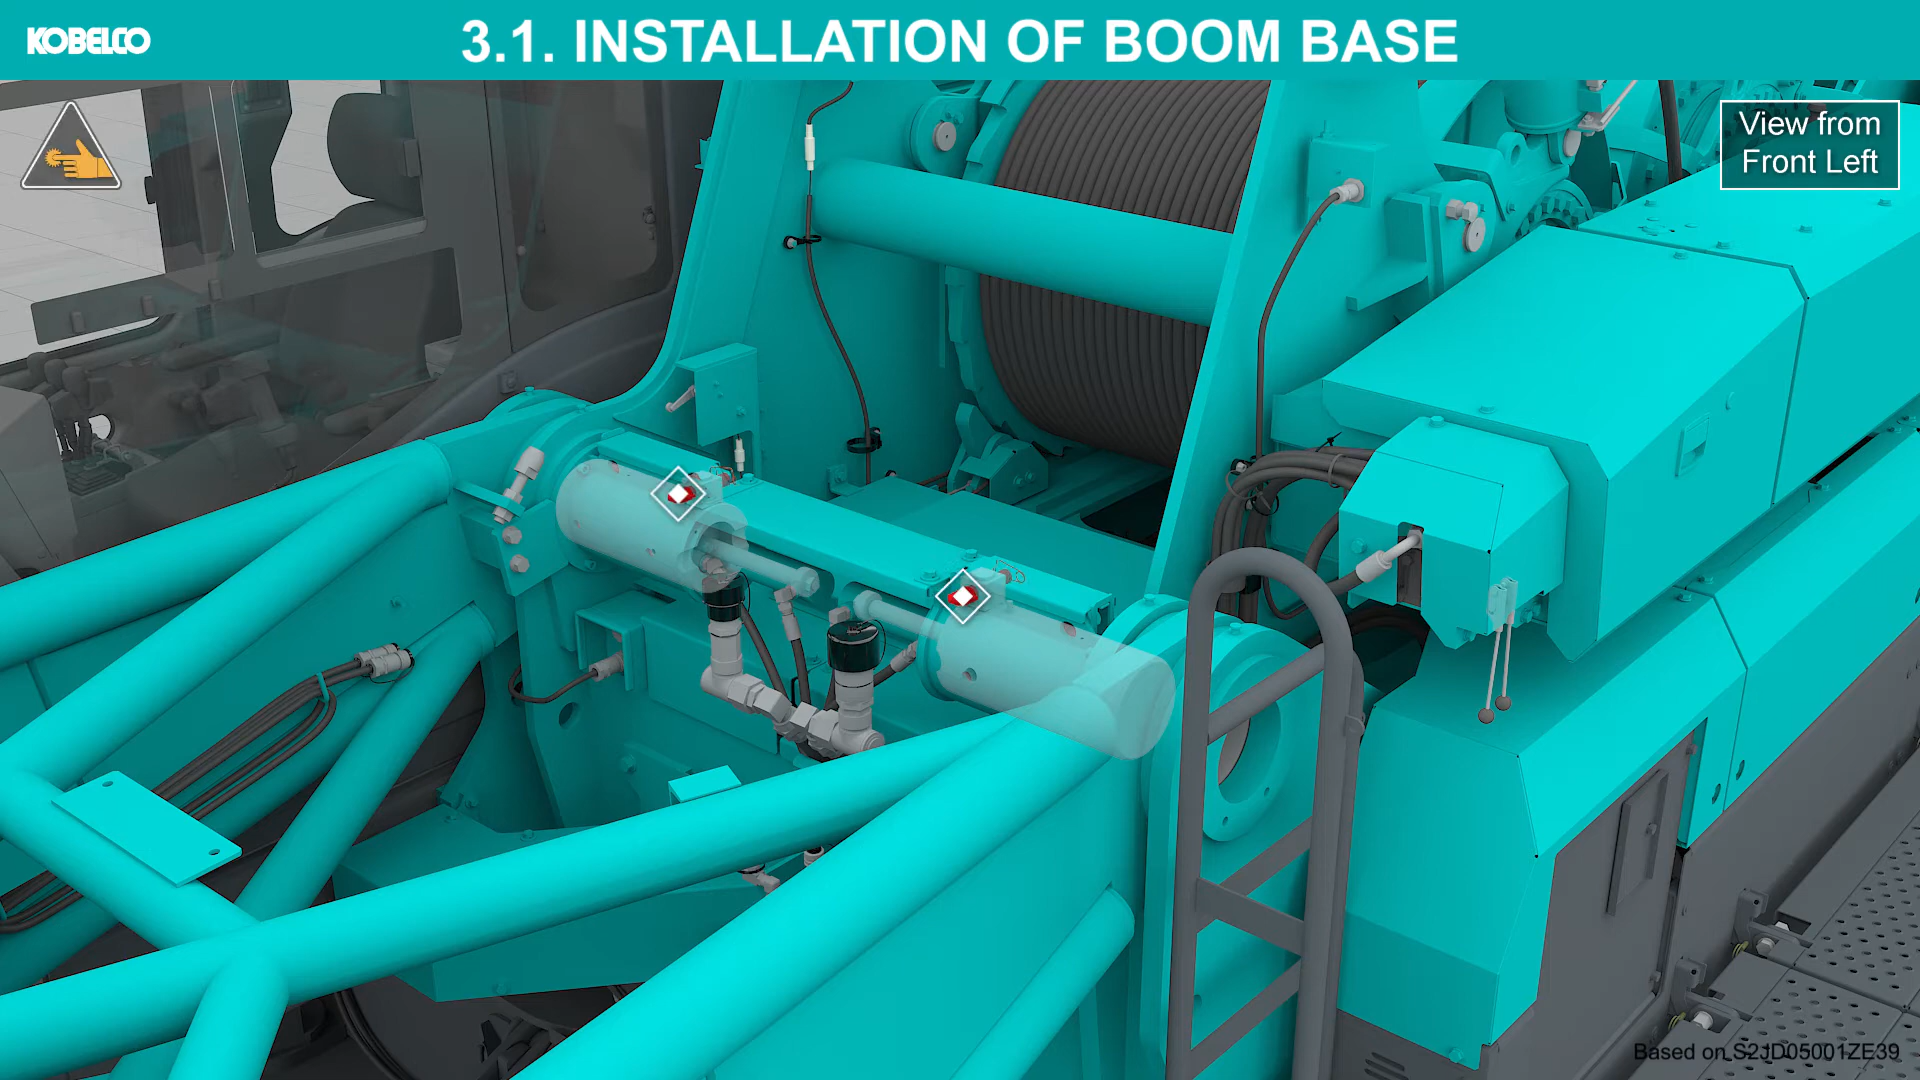 KOBELCO
3.1. INSTALLATION OF BOOM BASE
View from
Front Left
Based on S2JD05001ZE39